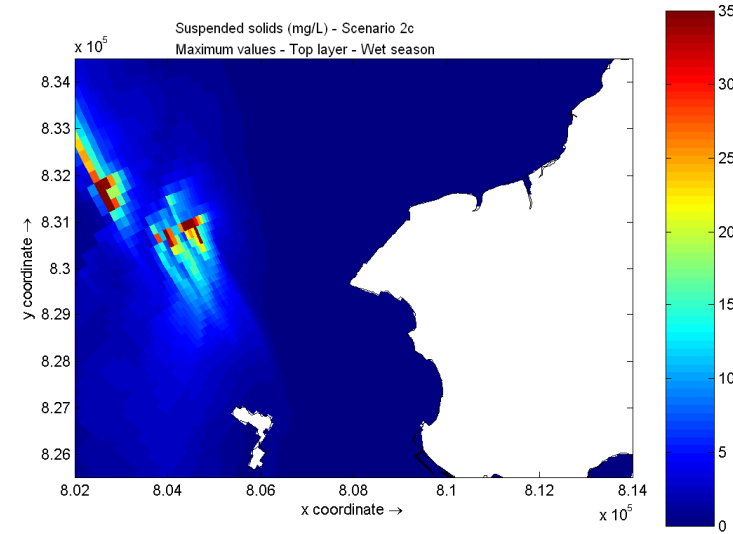 Suspended solids (mg/L) - Scenario 2c
Maximum values - Top layer - Wet season
x 10^5
8.34
8.33
8.32
8.31
8.3
8.29
8.28
8.27
8.26
y coordinate →
8.02 8.04 8.06 8.08 8.1 8.12 8.14
x coordinate →
x 10^5
35
30
25
20
15
10
5
0